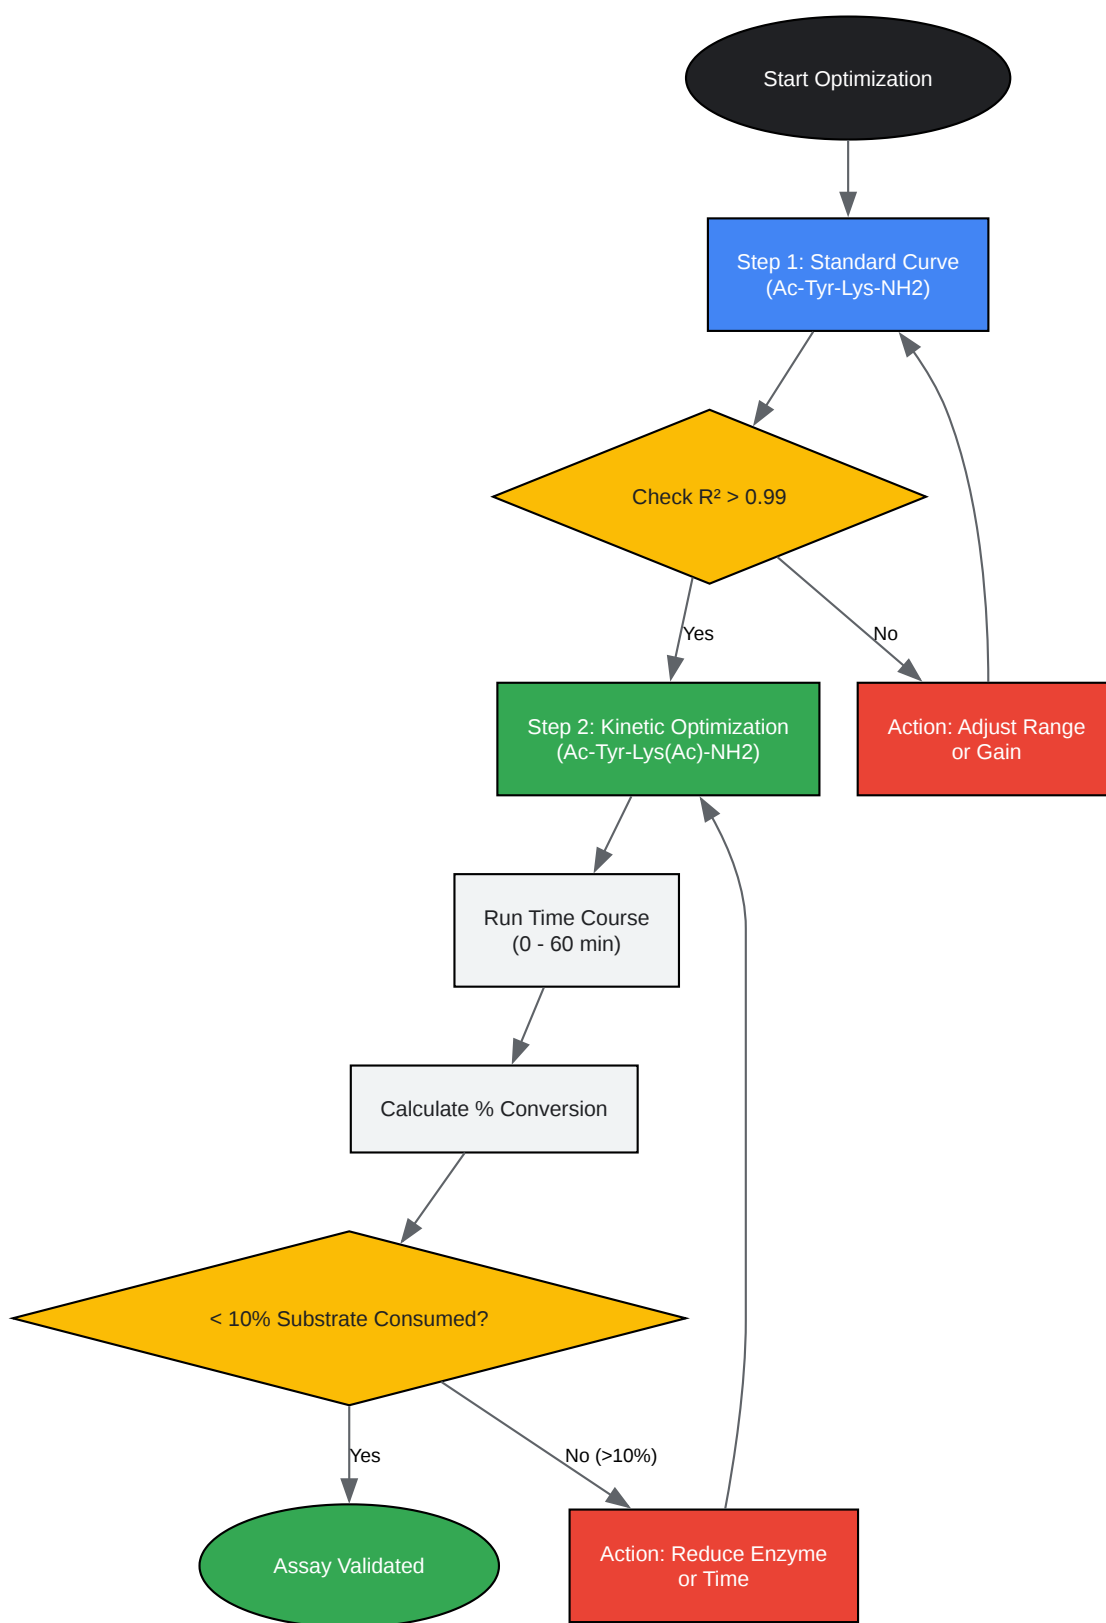 Start Optimization
Step 1: Standard Curve
(Ac-Tyr-Lys-NH2)
Check R² > 0.99
Yes
No
Step 2: Kinetic Optimization
(Ac-Tyr-Lys(Ac)-NH2)
Action: Adjust Range
or Gain
Run Time Course
(0 - 60 min)
Calculate % Conversion
< 10% Substrate Consumed?
Yes
No (>10%)
Assay Validated
Action: Reduce Enzyme
or Time